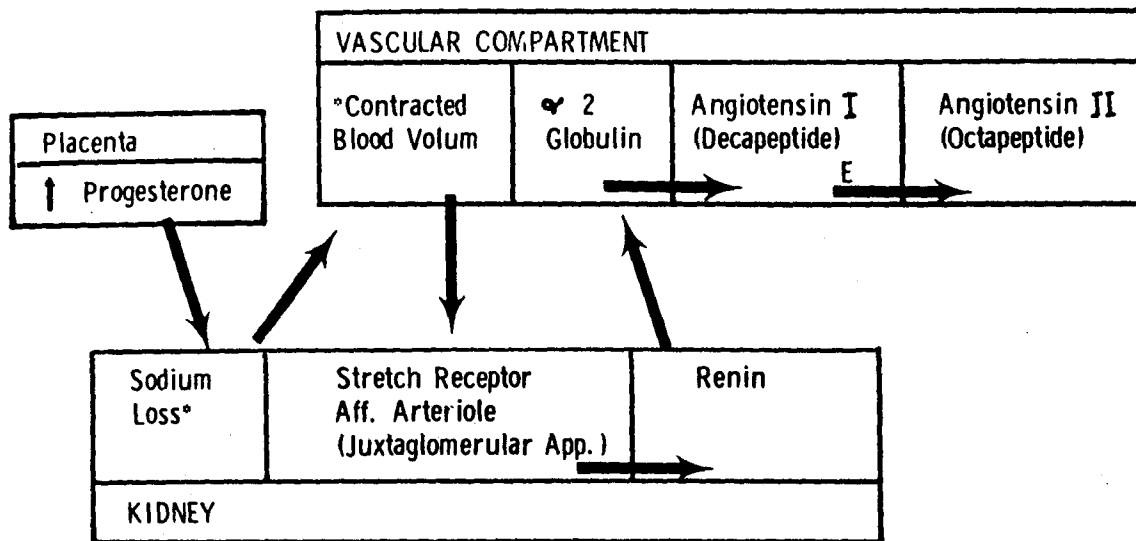 VASCULAR COMPARTMENT
*Contracted
Blood Volum
α 2
Globulin
Angiotensin I
(Decapeptide)
E
Angiotensin II
(Octapeptide)
Placenta
↑ Progesterone
Sodium
Loss*
Stretch Receptor
Aff. Arteriole
(Juxtaglomerular App.)
Renin
KIDNEY